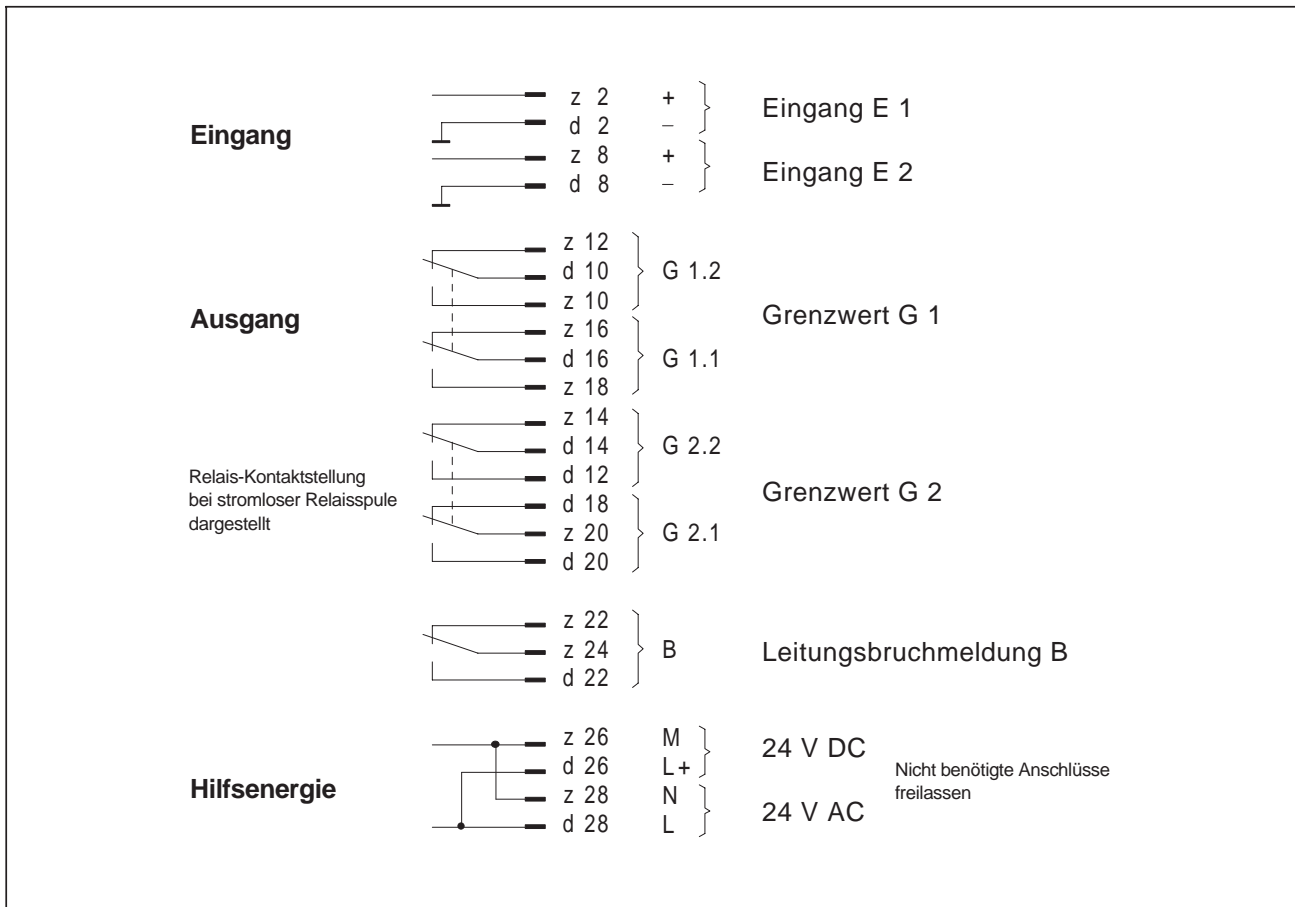 Eingang
z 2 + Eingang E 1
d 2 –
z 8 + Eingang E 2
d 8 –
Ausgang
z 12
d 10 G 1.2
z 10
Grenzwert G 1
z 16
d 16 G 1.1
z 18
Relais-Kontaktstellung
bei stromloser Relaisspule
dargestellt
z 14
d 14 G 2.2
d 12
Grenzwert G 2
d 18
z 20 G 2.1
d 20
z 22
z 24 B Leitungsbruchmeldung B
d 22
Hilfsenergie
z 26 M 24 V DC
d 26 L+
z 28 N 24 V AC
d 28 L
Nicht benötigte Anschlüsse
freilassen